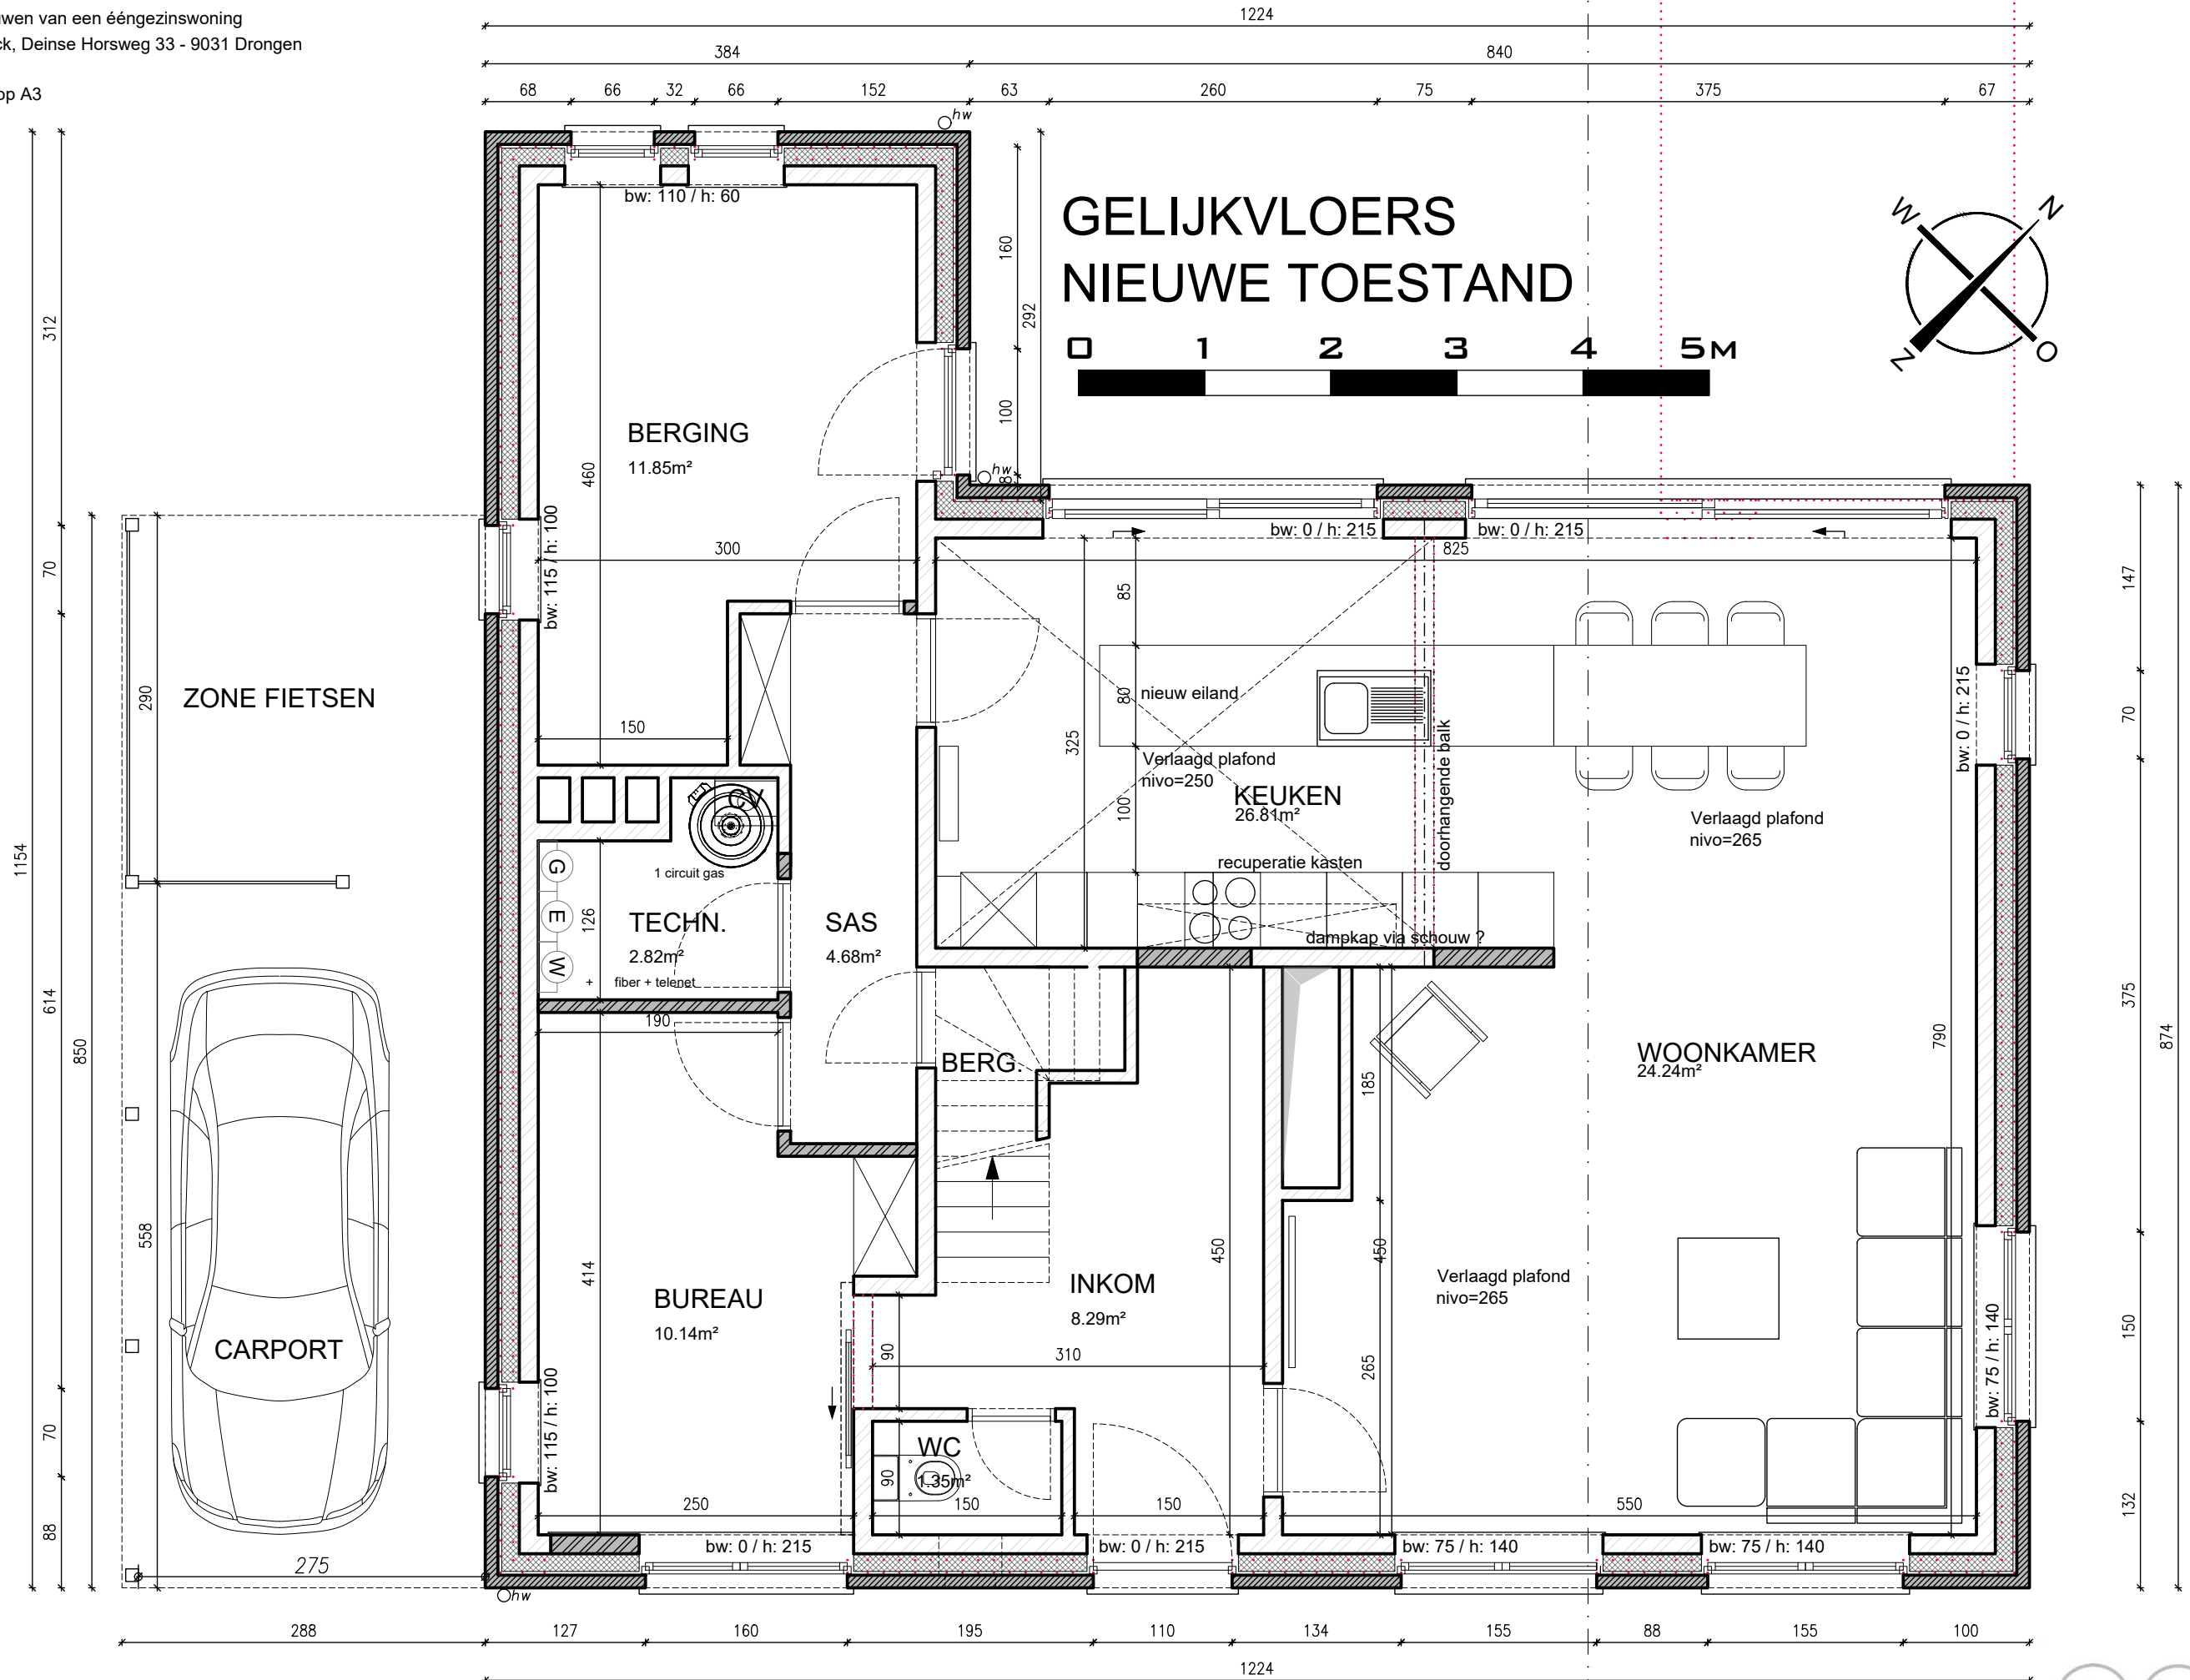 uwen van een ééngezinswoning
ck, Deinse Horsweg 33 - 9031 Drongen
op A3
1224
384 840
68 66 32 66 152 63 260 75 375 67
hw
bw: 110 / h: 60
GELIJKVLOERS
NIEUWE TOESTAND
0 1 2 3 4 5M
W N
Z O
160
292
100
8
hw
312
70
614
70
88
1154
850
290
558
BERGING
11.85m²
460
300
150
bw: 115 / h: 100
bw: 0 / h: 215
bw: 0 / h: 215
825
85
80
100
325
nieuw eiland
Verlaagd plafond
nivo=250
KEUKEN
26.81m²
doorhangende balk
recuperatie kasten
dampkap via schouw ?
Verlaagd plafond
nivo=265
bw: 0 / h: 215
147
70
375
150
132
874
ZONE FIETSEN
CV
1 circuit gas
G
E
W
126
TECHN.
2.82m²
+ fiber + telenet
190
SAS
4.68m²
BERG.
WOONKAMER
24.24m²
790
185
450
450
265
414
BUREAU
10.14m²
INKOM
8.29m²
310
90
Verlaagd plafond
nivo=265
bw: 75 / h: 140
CARPORT
bw: 115 / h: 100
WC
1.35m²
90
250 150 150 550
bw: 0 / h: 215
bw: 0 / h: 215
bw: 75 / h: 140
bw: 75 / h: 140
275
hw
288 127 160 195 110 134 155 88 155 100
1224